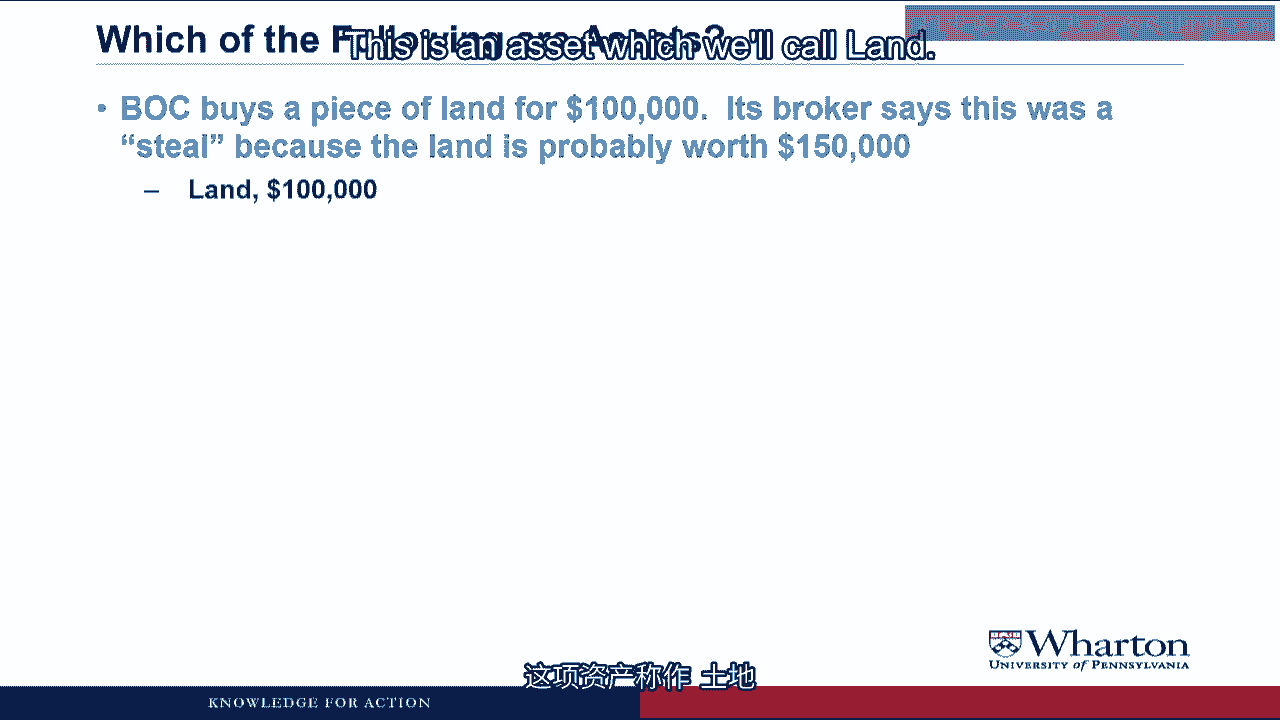 Which of the Following are Assets?
This is an asset which we'll call Land.
• BOC buys a piece of land for $100,000. Its broker says this was a
“steal” because the land is probably worth $150,000
– Land, $100,000
Wharton
UNIVERSITY of PENNSYLVANIA
这项资产称作 土地
KNOWLEDGE FOR ACTION